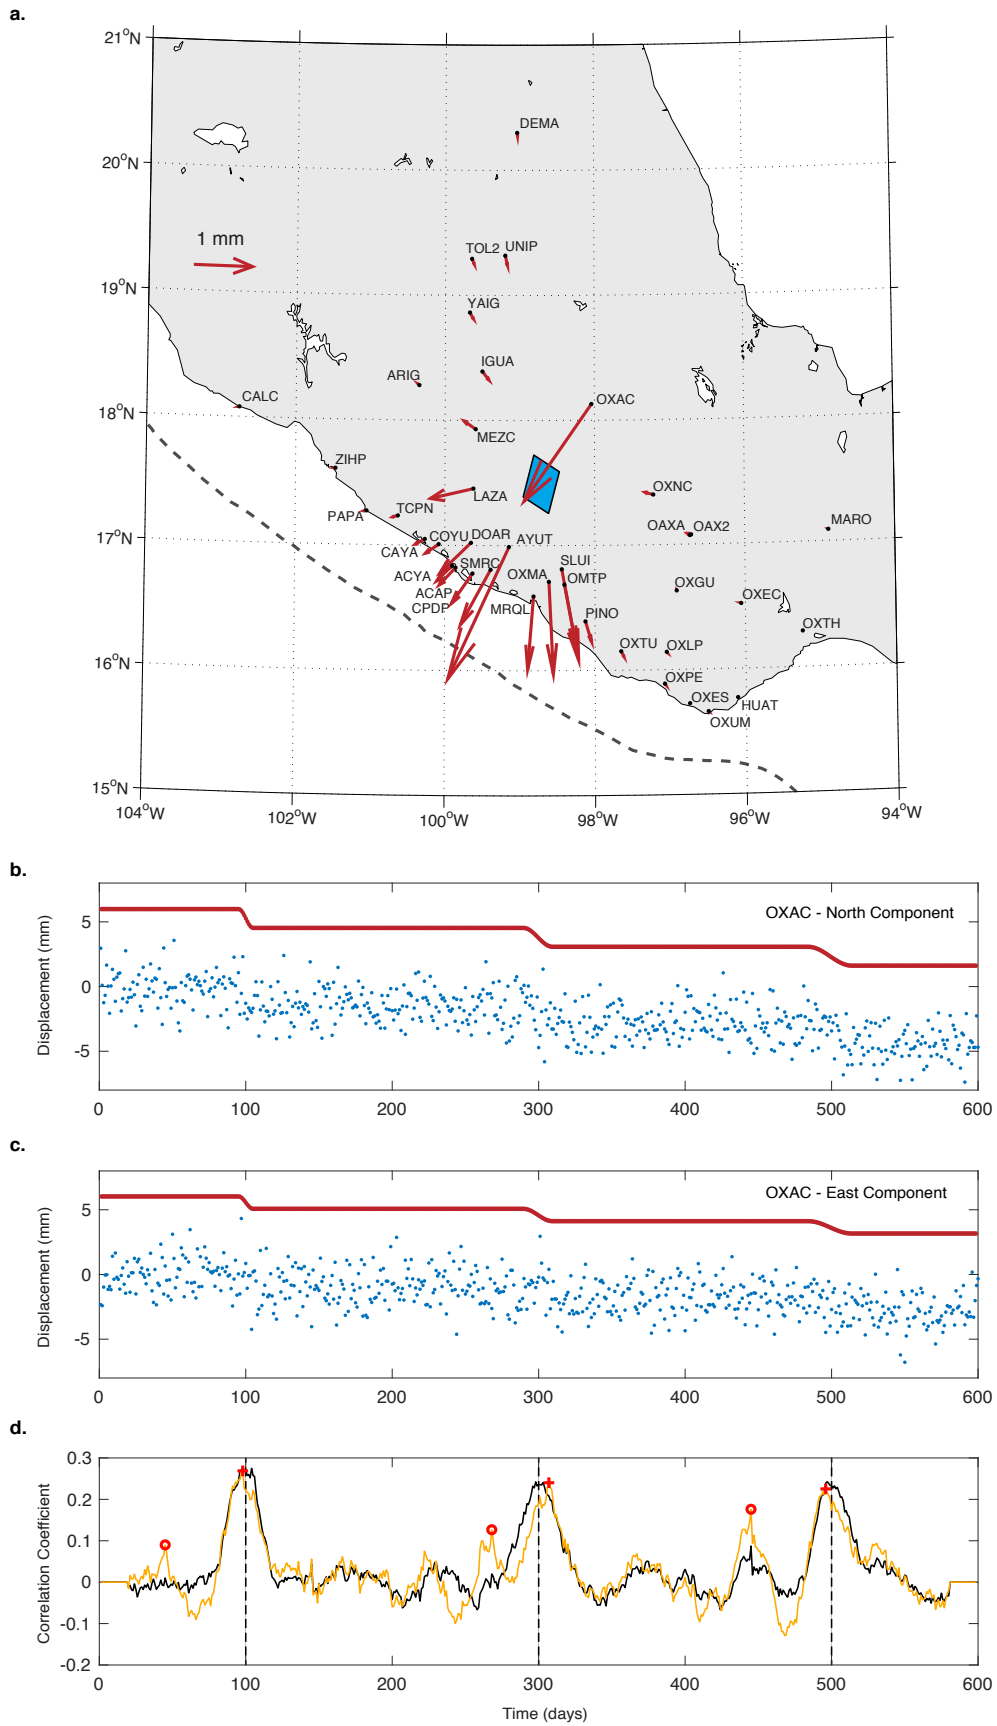 a.
21°N
20°N
19°N
18°N
17°N
16°N
15°N
104°W
102°W
100°W
98°W
96°W
94°W
1 mm
DEMA
TOL2
UNIP
YAIG
IGUA
ARIG
CALC
OXAC
MEZC
ZIHP
LAZA
OXNC
PAPA
TCPN
MARO
OAXA
OAX2
COYU
DOAR
AYUT
CAYA
SMRC
SLUI
ACYA
OXMA
OMTP
ACAP
OXGU
OXEC
CPDP
MRQL
PINO
OXTH
OXTU
OXLP
OXPE
OXES
HUAT
OXUM
b.
OXAC - North Component
Displacement (mm)
5
0
-5
0
100
200
300
400
500
600
c.
OXAC - East Component
Displacement (mm)
5
0
-5
0
100
200
300
400
500
600
d.
Correlation Coefficient
0.3
0.2
0.1
0
-0.1
-0.2
0
100
200
300
400
500
600
Time (days)